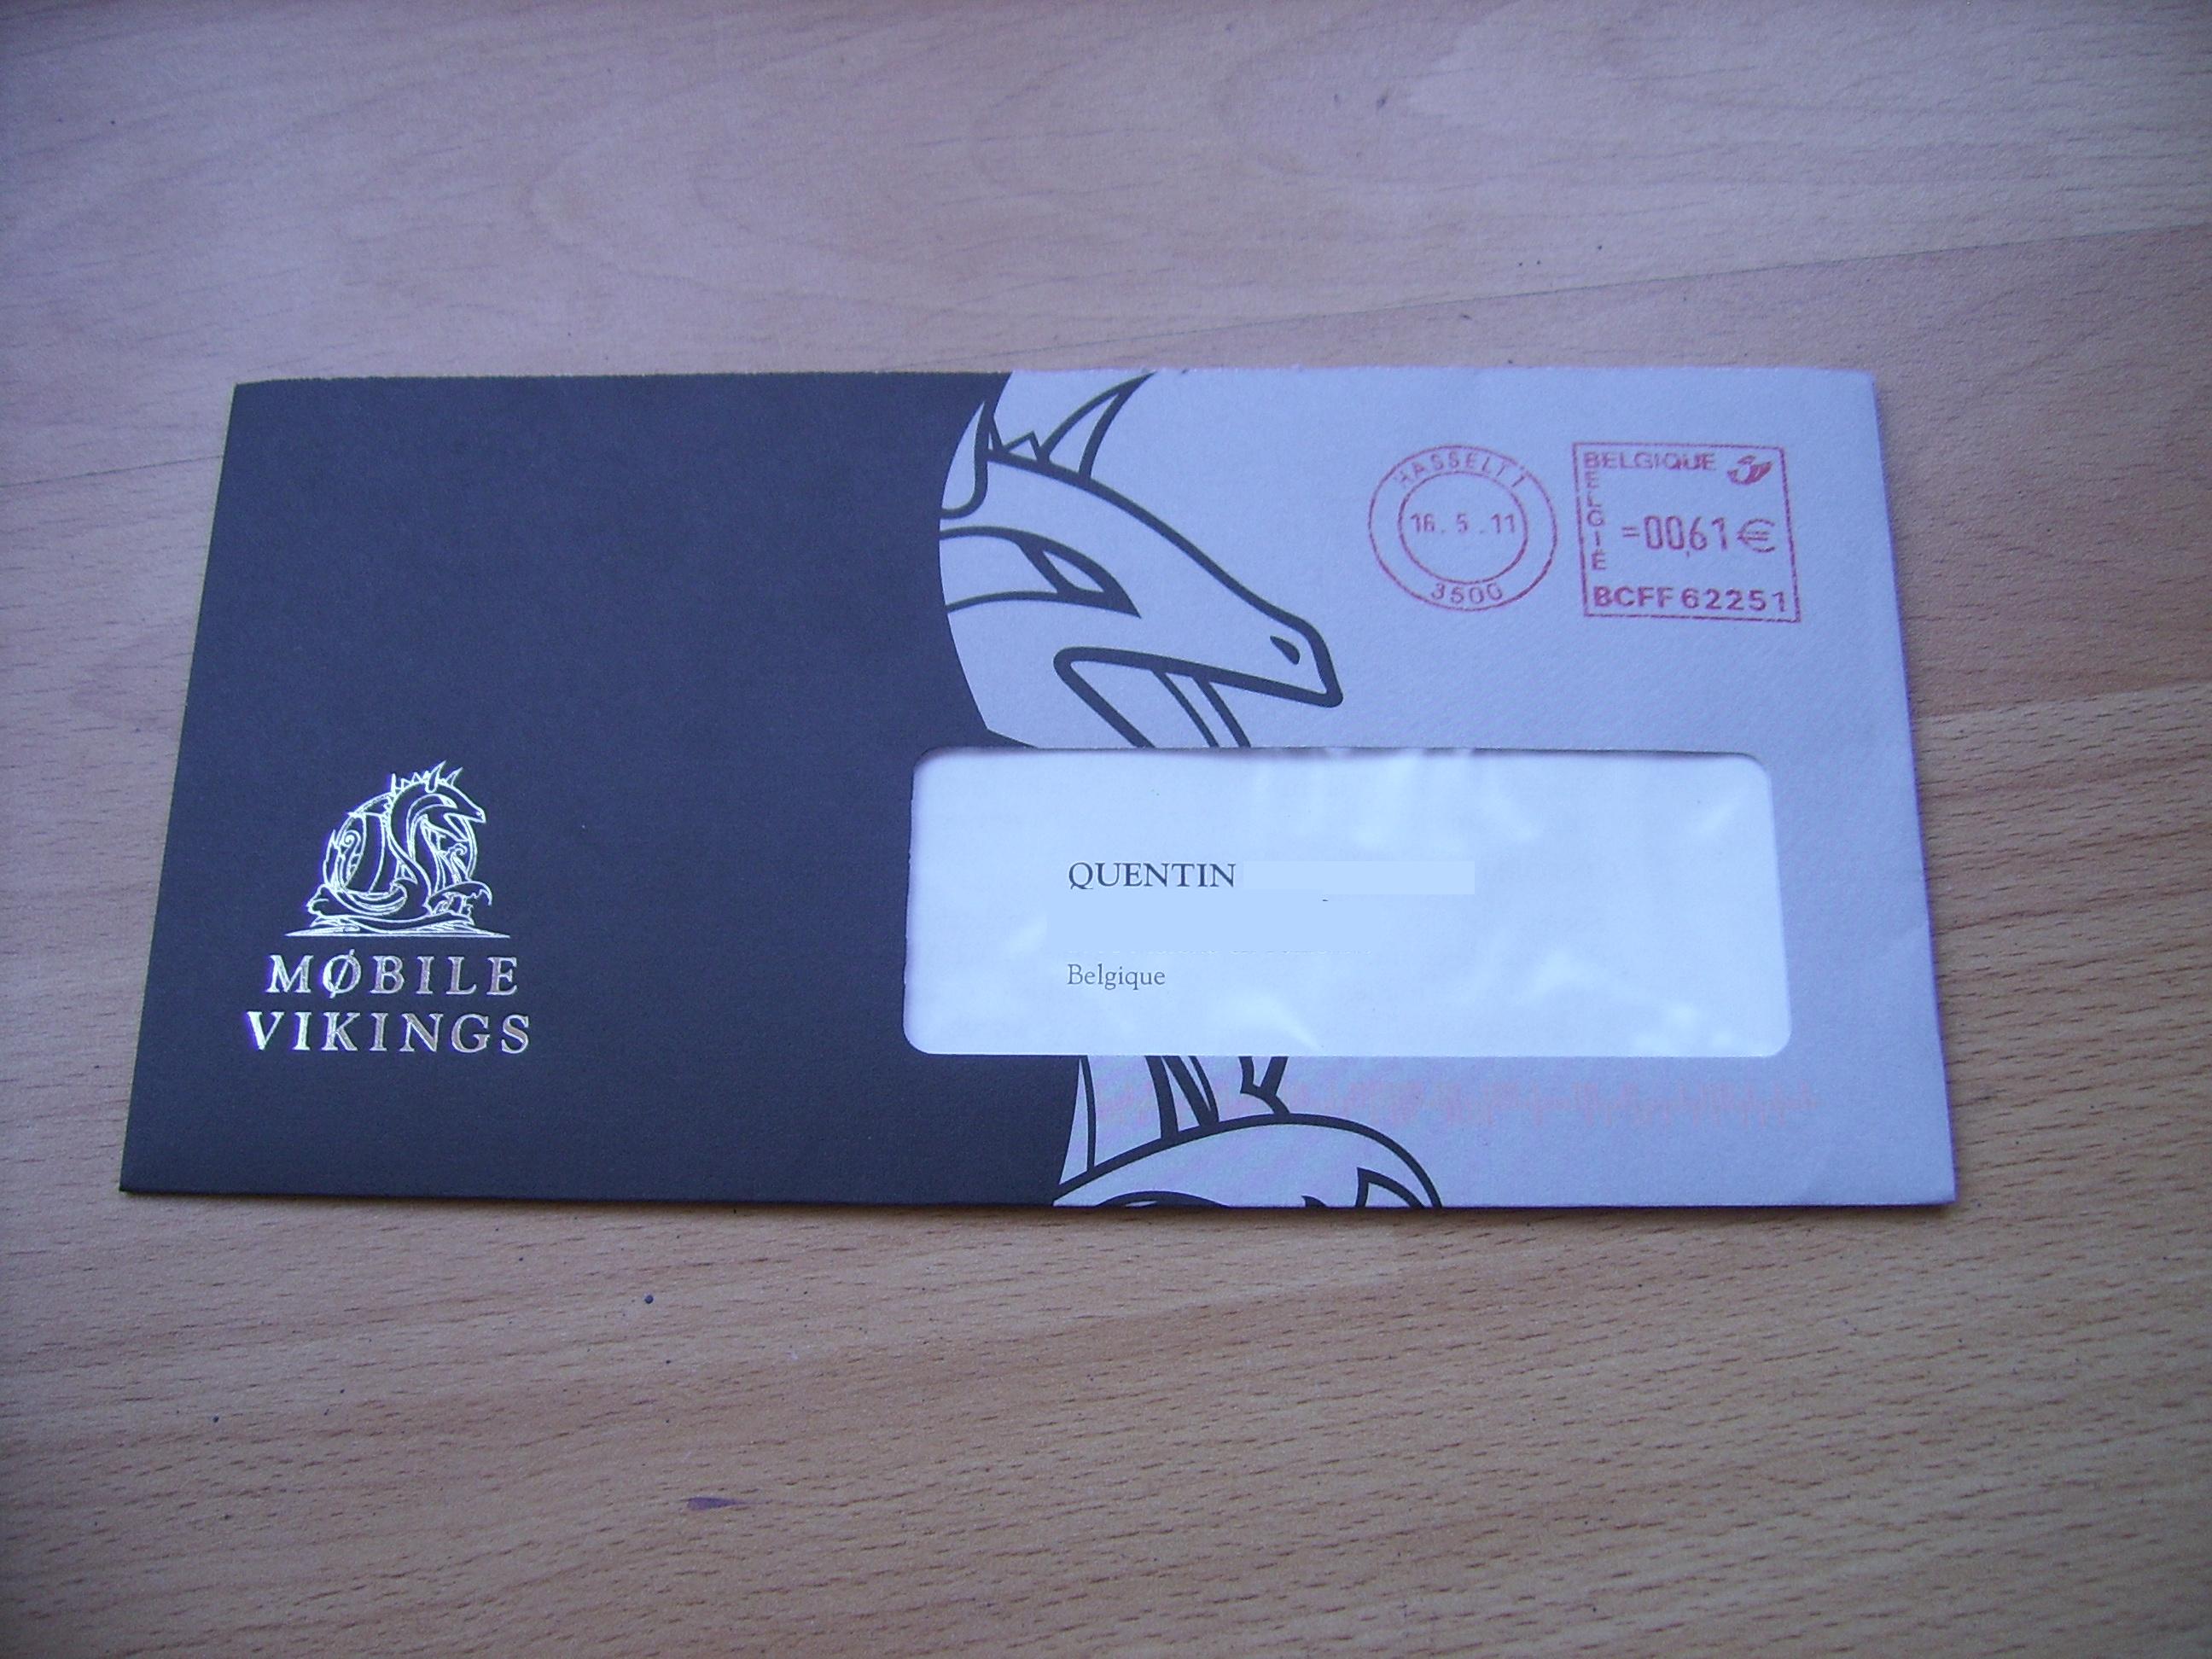 MØBILE
VIKINGS
HASSELT 1
16. 5 .11
3500
BELGIQUE
BELGIË
=00,61€
BCFF 62251
QUENTIN
Belgique